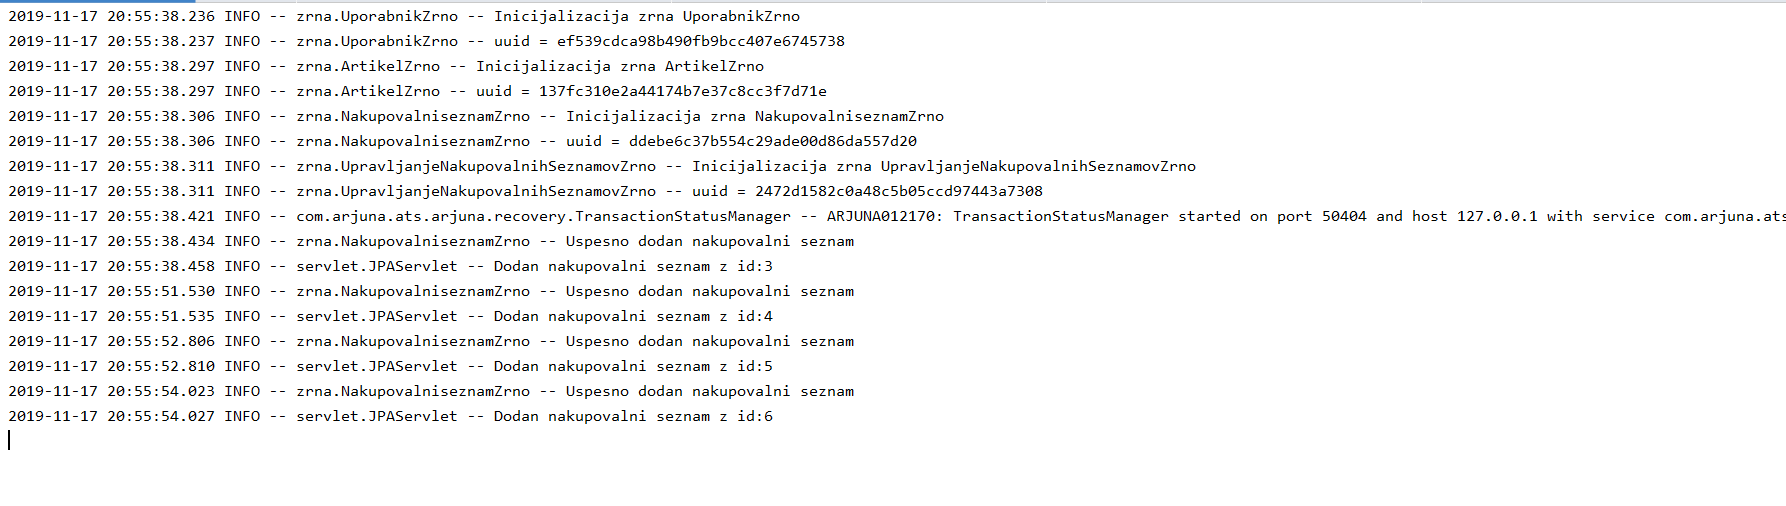 2019-11-17 20:55:38.236 INFO -- zrna.UporabnikZrno -- Inicijalizacija zrna UporabnikZrno
2019-11-17 20:55:38.237 INFO -- zrna.UporabnikZrno -- uuid = ef539cdca98b490fb9bcc407e6745738
2019-11-17 20:55:38.297 INFO -- zrna.ArtikelZrno -- Inicijalizacija zrna ArtikelZrno
2019-11-17 20:55:38.297 INFO -- zrna.ArtikelZrno -- uuid = 137fc310e2a44174b7e37c8cc3f7d71e
2019-11-17 20:55:38.306 INFO -- zrna.NakupovalniseznamZrno -- Inicijalizacija zrna NakupovalniseznamZrno
2019-11-17 20:55:38.306 INFO -- zrna.NakupovalniseznamZrno -- uuid = ddebe6c37b554c29ade00d86da557d20
2019-11-17 20:55:38.311 INFO -- zrna.UpravljanjeNakupovalnihSeznamovZrno -- Inicijalizacija zrna UpravljanjeNakupovalnihSeznamovZrno
2019-11-17 20:55:38.311 INFO -- zrna.UpravljanjeNakupovalnihSeznamovZrno -- uuid = 2472d1582c0a48c5b05ccd97443a7308
2019-11-17 20:55:38.421 INFO -- com.arjuna.ats.arjuna.recovery.TransactionStatusManager -- ARJUNA012170: TransactionStatusManager started on port 50404 and host 127.0.0.1 with service com.arjuna.ats
2019-11-17 20:55:38.434 INFO -- zrna.NakupovalniseznamZrno -- Uspesno dodan nakupovalni seznam
2019-11-17 20:55:38.458 INFO -- servlet.JPAServlet -- Dodan nakupovalni seznam z id:3
2019-11-17 20:55:51.530 INFO -- zrna.NakupovalniseznamZrno -- Uspesno dodan nakupovalni seznam
2019-11-17 20:55:51.535 INFO -- servlet.JPAServlet -- Dodan nakupovalni seznam z id:4
2019-11-17 20:55:52.806 INFO -- zrna.NakupovalniseznamZrno -- Uspesno dodan nakupovalni seznam
2019-11-17 20:55:52.810 INFO -- servlet.JPAServlet -- Dodan nakupovalni seznam z id:5
2019-11-17 20:55:54.023 INFO -- zrna.NakupovalniseznamZrno -- Uspesno dodan nakupovalni seznam
2019-11-17 20:55:54.027 INFO -- servlet.JPAServlet -- Dodan nakupovalni seznam z id:6